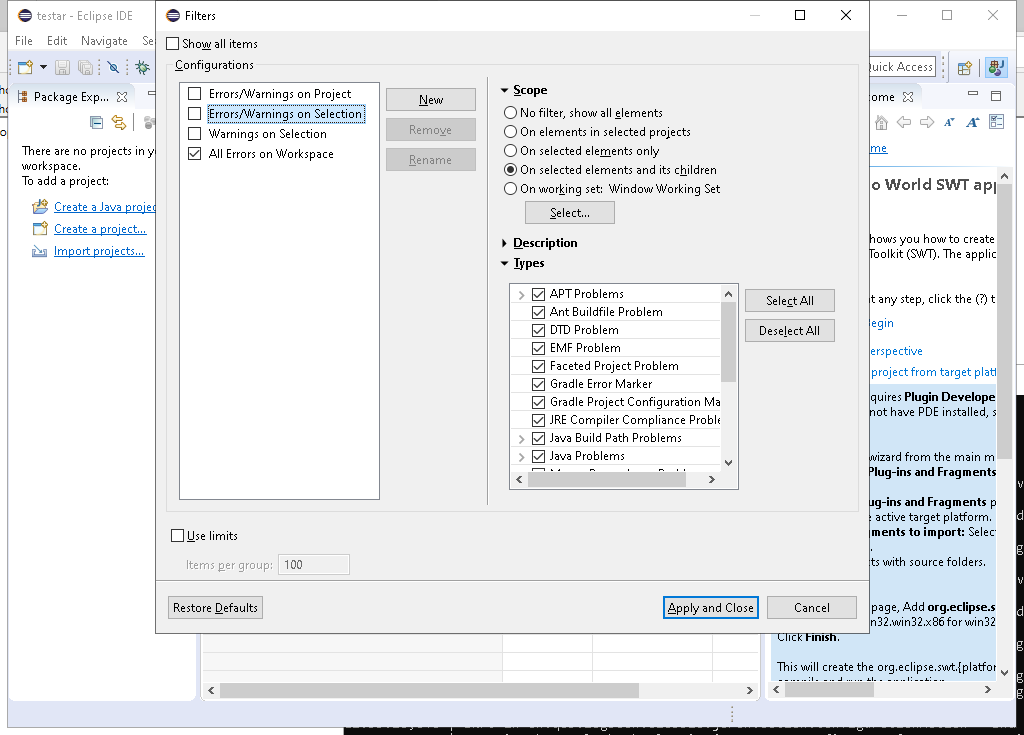 testar - Eclipse IDE
File Edit Navigate
Package Exp...
There are no projects in
workspace.
To add a project:
Create a Java
Create a project...
Import projects...
Filters
Show all items
Configurations
Errors/Warnings on Project
Errors/Warnings on Selection
Warnings on Selection
All Errors on Workspace
New
Remove
Rename
Scope
No filter, show all elements
On elements in selected projects
On selected elements only
On selected elements and its children
On working set: Window Working Set
Select...
Description
Types
APT Problems
Ant Buildfile Problem
DTD Problem
EMF Problem
Faceted Project Problem
Gradle Error Marker
Gradle Project Configuration Ma
JRE Compiler Compliance Proble
Java Build Path Problems
Java Problems
Select All
Deselect All
Use limits
Items per group: 100
Restore Defaults
Apply and Close
Cancel
Quick Access
ome
me
o World SWT app
hows you how to create
Toolkit (SWT). The applic
t any step, click the (?) t
egin
erspective
project from target platf
quires Plugin Develope
not have PDE installed, s
wizard from the main m
Plug-ins and Fragments
ug-ins and Fragments p
e active target platform.
ments to import: Selec
ts with source folders.
page, Add org.eclipse.s
n32.win32.x86 for win32
Click Finish.
This will create the org.eclipse.swt.{platfor
compile and run the application